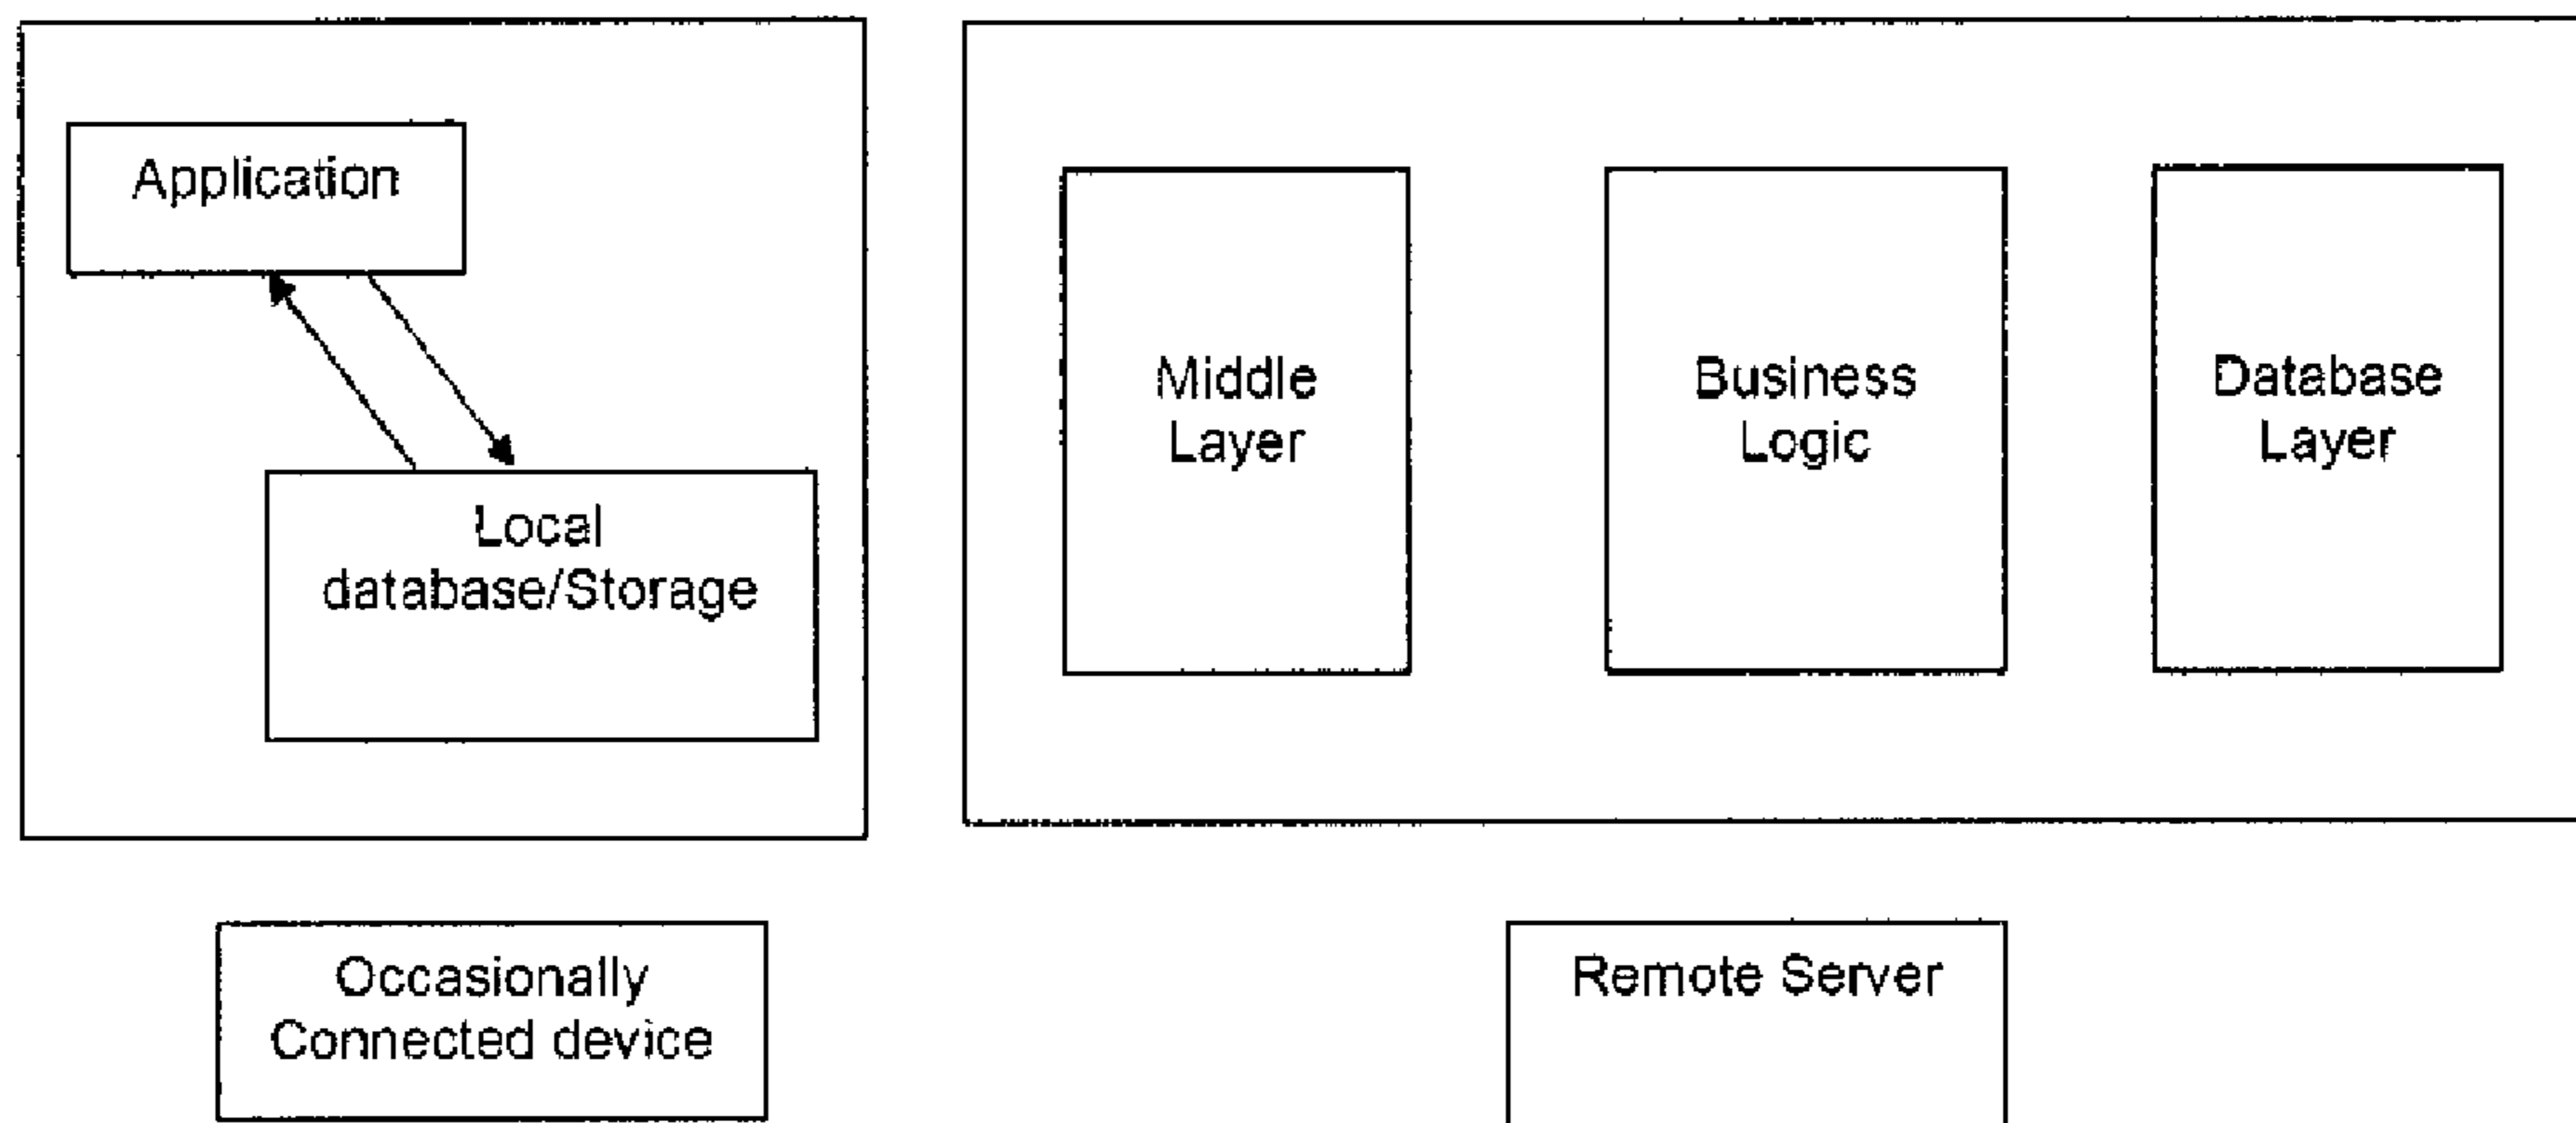 Application
Local
database/Storage
Middle
Layer
Business
Logic
Database
Layer
Occasionally
Connected device
Remote Server